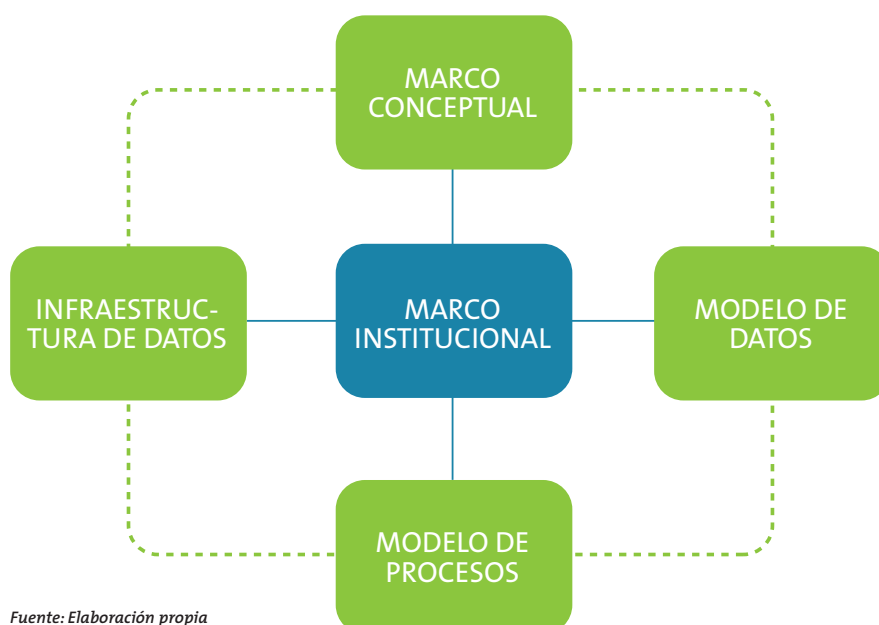 MARCO
CONCEPTUAL
INFRAESTRUC-
TURA DE DATOS
MARCO
INSTITUCIONAL
MODELO DE
DATOS
MODELO DE
PROCESOS
Fuente: Elaboración propia